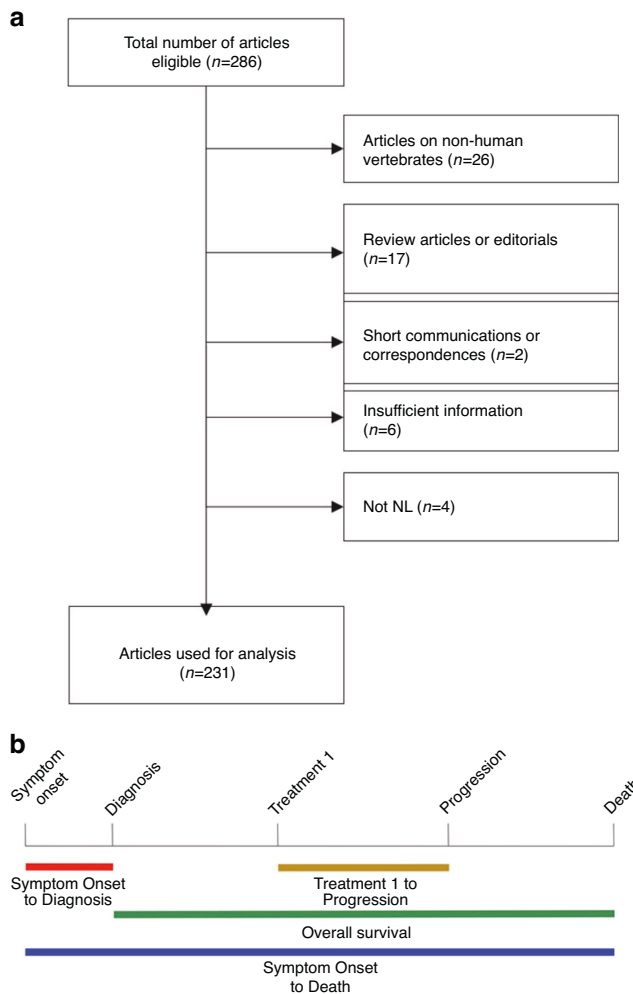 a
Total number of articles
eligible (n=286)
Articles on non-human
vertebrates (n=26)
Review articles or editorials
(n=17)
Short communications or
correspondences (n=2)
Insufficient information
(n=6)
Not NL (n=4)
Articles used for analysis
(n=231)
b
Symptom
onset
Diagnosis
Treatment 1
Progression
Death
Symptom Onset
to Diagnosis
Treatment 1 to
Progression
Overall survival
Symptom Onset
to Death